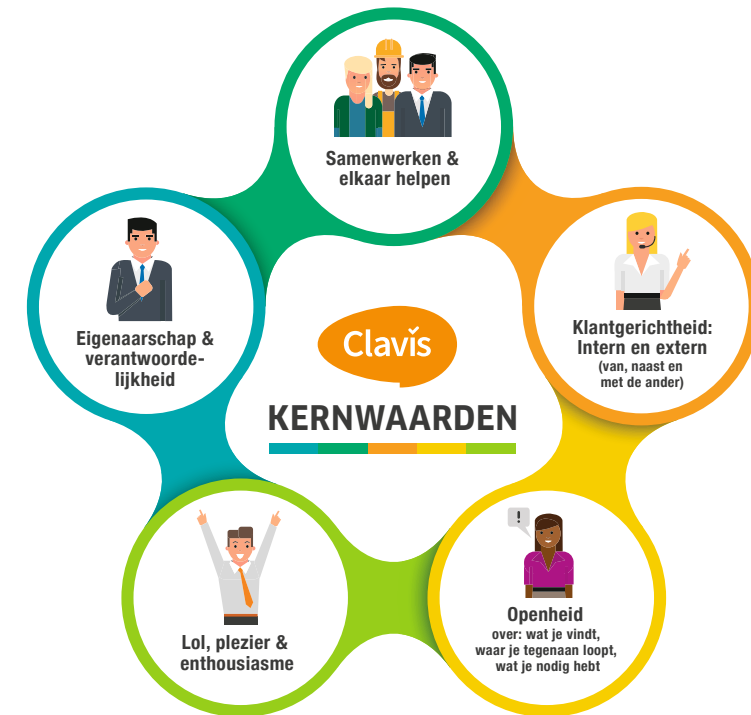 Samenwerken &
elkaar helpen
Eigenaarschap &
verantwoorde-
lijkheid
Klantgerichtheid:
Intern en extern
(van, naast en
met de ander)
Clavis
KERNWAARDEN
!
Lol, plezier &
enthousiasme
Openheid
over: wat je vindt,
waar je tegenaan loopt,
wat je nodig hebt